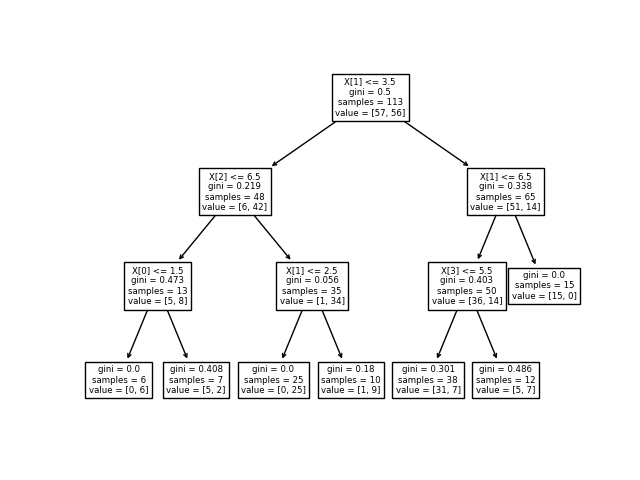 X[1] <= 3.5
gini = 0.5
samples = 113
value = [57, 56]
X[2] <= 6.5
gini = 0.219
samples = 48
value = [6, 42]
X[1] <= 6.5
gini = 0.338
samples = 65
value = [51, 14]
X[0] <= 1.5
gini = 0.473
samples = 13
value = [5, 8]
X[1] <= 2.5
gini = 0.056
samples = 35
value = [1, 34]
X[3] <= 5.5
gini = 0.403
samples = 50
value = [36, 14]
gini = 0.0
samples = 15
value = [15, 0]
gini = 0.0
samples = 6
value = [0, 6]
gini = 0.408
samples = 7
value = [5, 2]
gini = 0.0
samples = 25
value = [0, 25]
gini = 0.18
samples = 10
value = [1, 9]
gini = 0.301
samples = 38
value = [31, 7]
gini = 0.486
samples = 12
value = [5, 7]